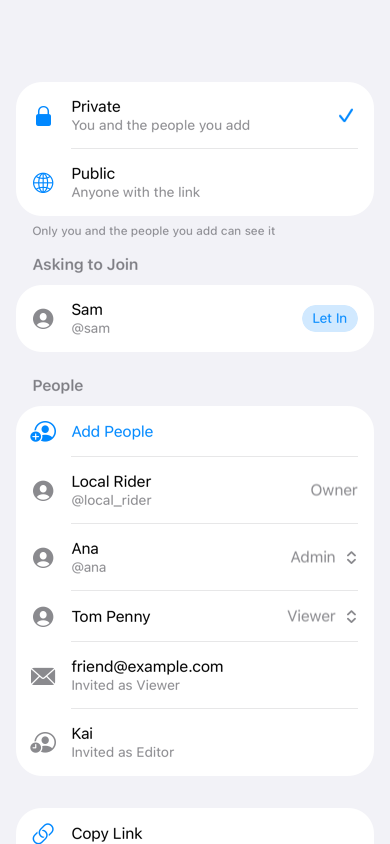 Private
You and the people you add
Public
Anyone with the link
Only you and the people you add can see it
Asking to Join
Sam
@sam
Let In
People
Add People
Local Rider
@local_rider
Owner
Ana
@ana
Admin
Tom Penny
Viewer
friend@example.com
Invited as Viewer
Kai
Invited as Editor
Copy Link